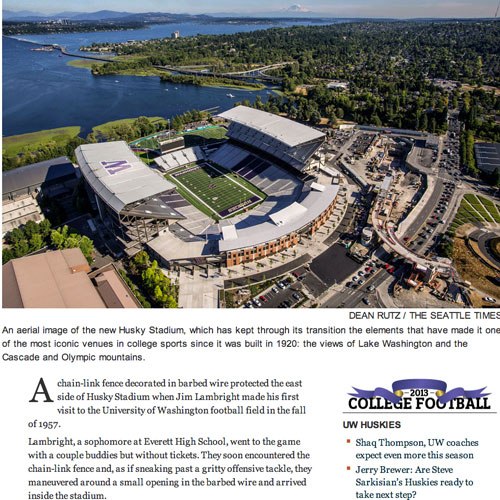 W
DEAN RUTZ / THE SEATTLE TIMES
An aerial image of the new Husky Stadium, which has kept through its transition the elements that have made it one
of the most iconic venues in college sports since it was built in 1920: the views of Lake Washington and the
Cascade and Olympic mountains.
A chain-link fence decorated in barbed wire protected the east
side of Husky Stadium when Jim Lambright made his first
visit to the University of Washington football field in the fall
of 1957.
Lambright, a sophomore at Everett High School, went to the game
with a couple buddies but without tickets. They soon encountered the
chain-link fence and, as if sneaking past a gritty offensive tackle, they
maneuvered around a small opening in the barbed wire and arrived
inside the stadium.
2013
COLLEGE FOOTBALL
UW HUSKIES
Shaq Thompson, UW coaches
expect even more this season
Jerry Brewer: Are Steve
Sarkisian's Huskies ready to
take next step?